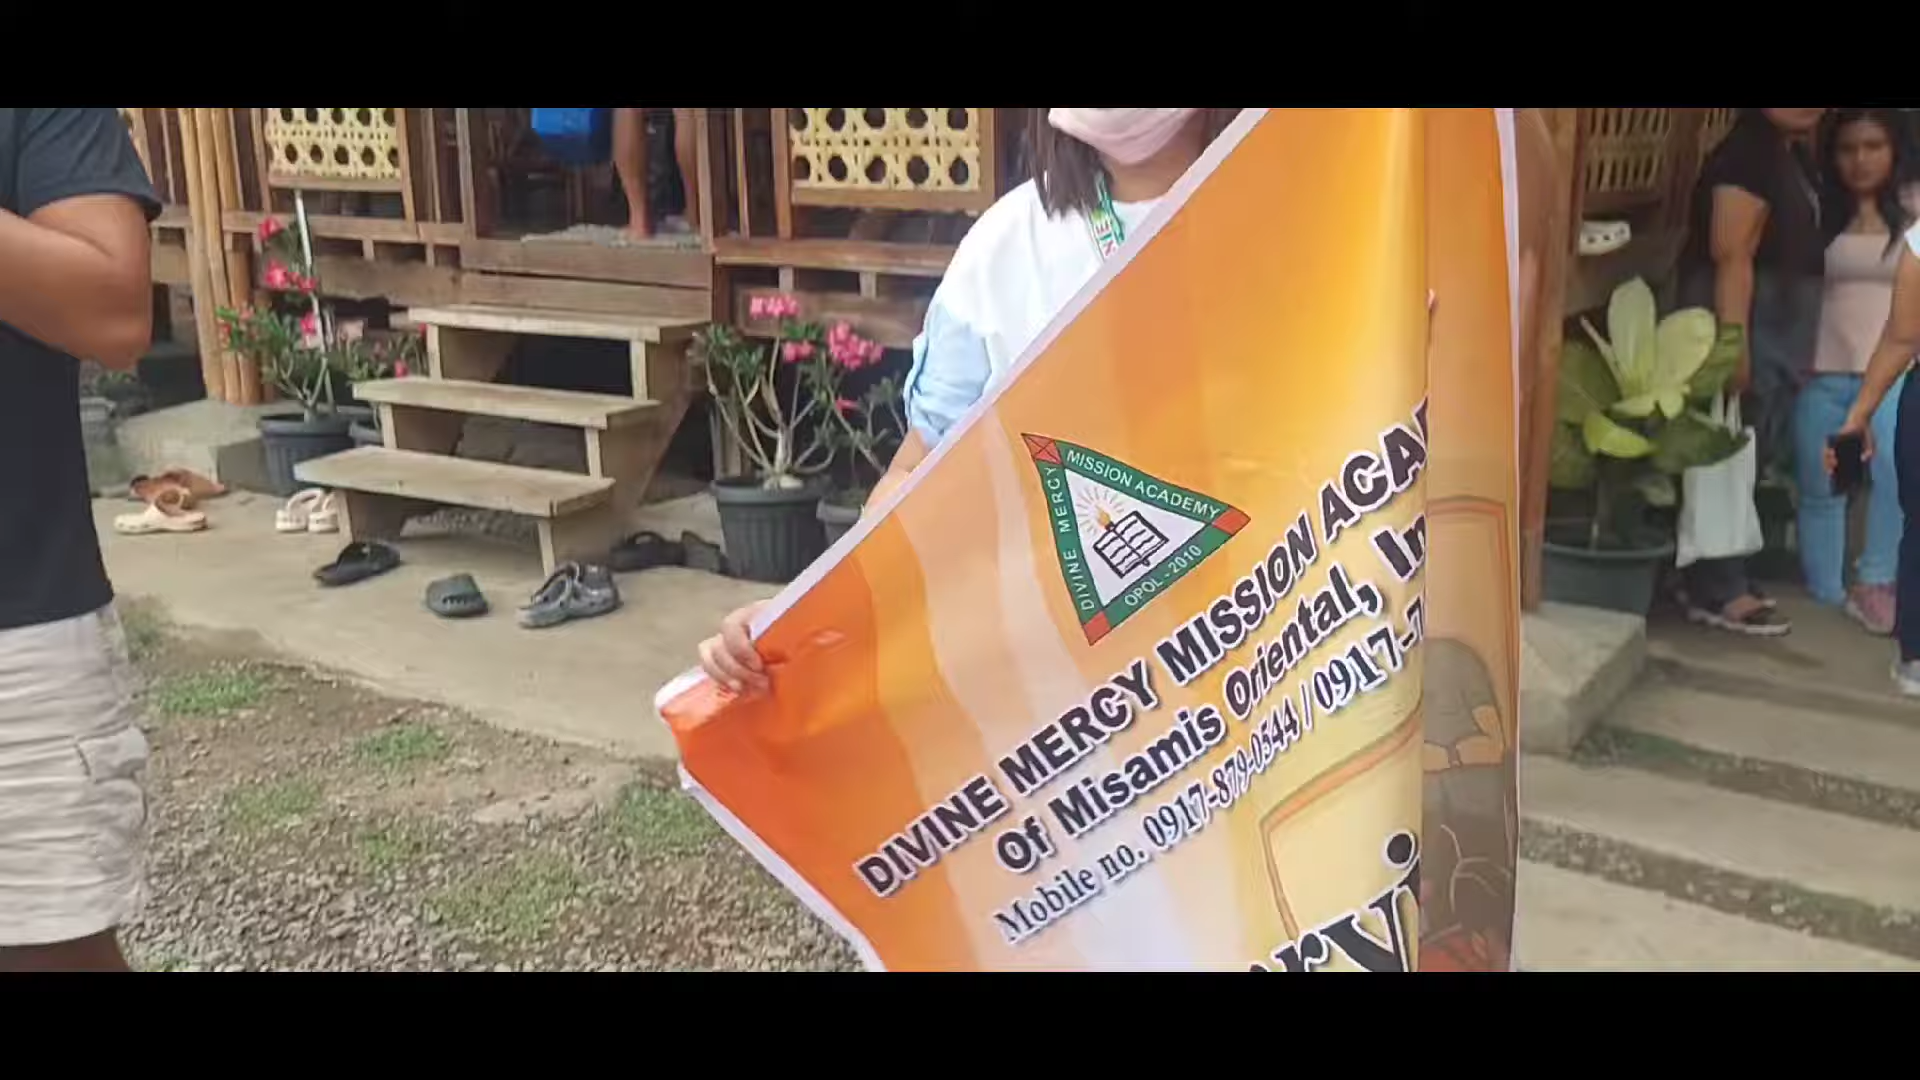 DIVINE MERCY MISSION ACADEMY
OPOL - 2010
DIVINE MERCY MISSION ACA
Of Misamis Oriental, In
Mobile no. 0917-879-0544 / 0917-7
rvi